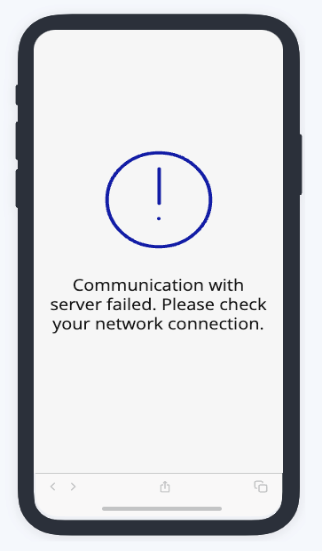 Communication with
server failed. Please check
your network connection.